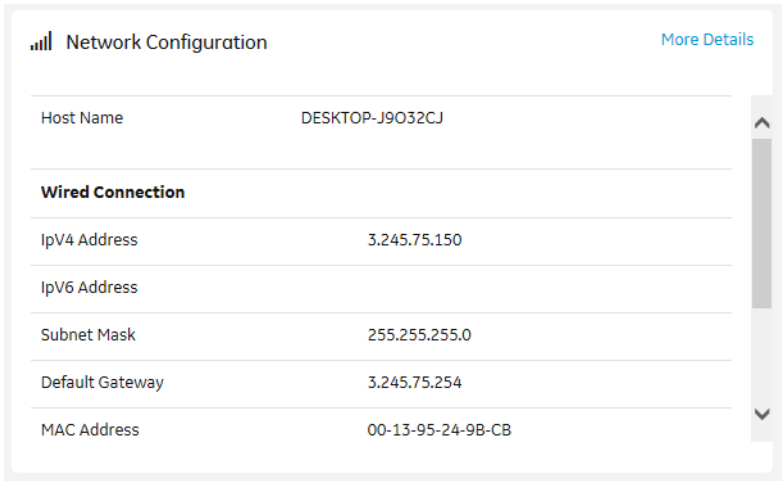 Network Configuration More Details
Host Name DESKTOP-J9O32CJ
Wired Connection
IpV4 Address 3.245.75.150
IpV6 Address
Subnet Mask 255.255.255.0
Default Gateway 3.245.75.254
MAC Address 00-13-95-24-9B-CB